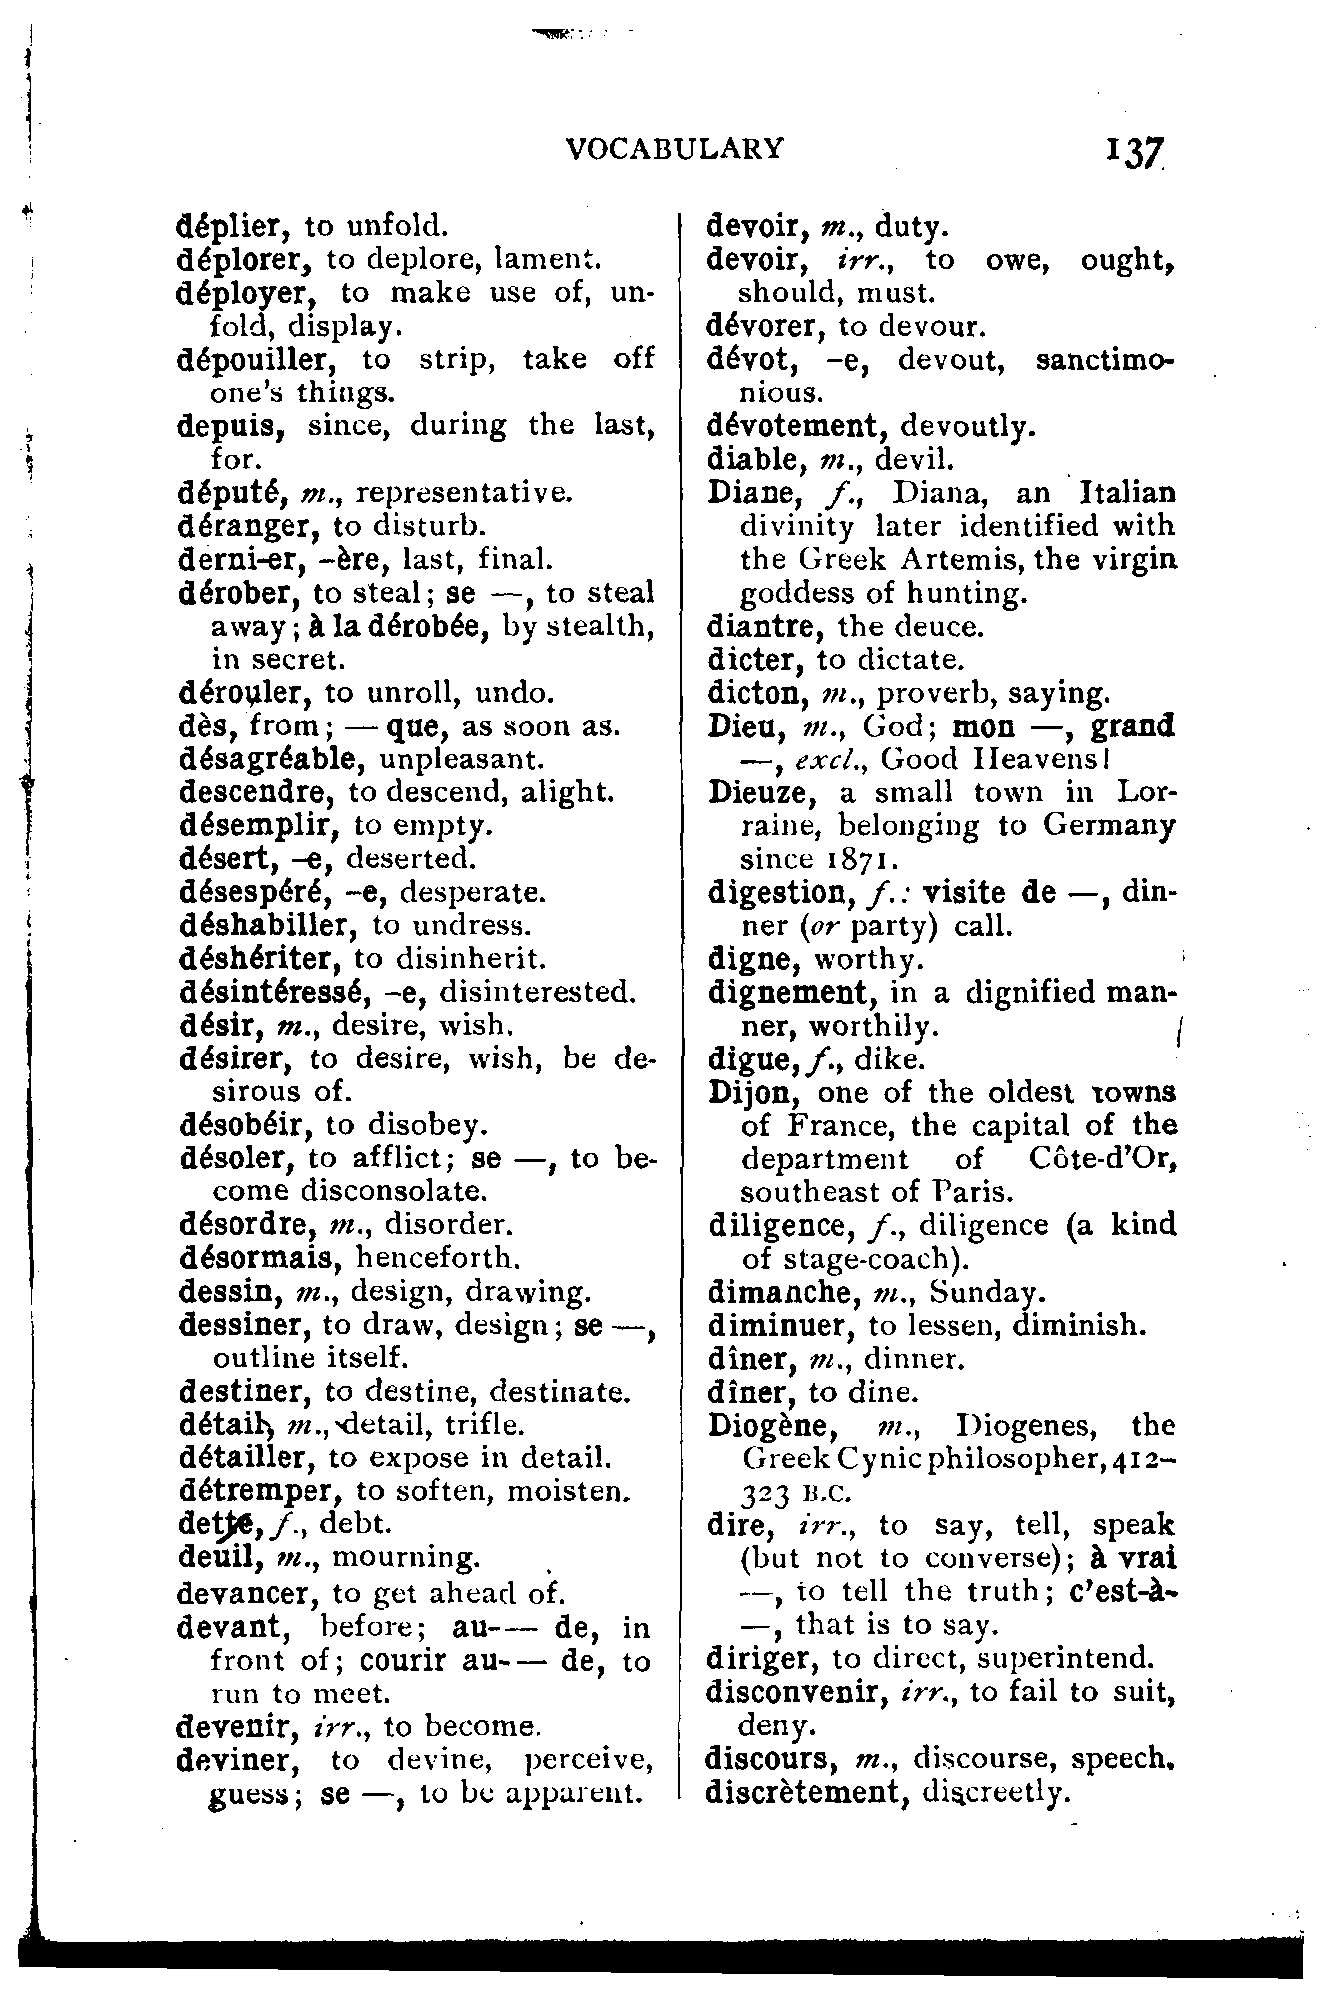 VOCABULARY 137
déplier, to unfold.
déplorer, to deplore, lament.
déployer, to make use of, un-
fold, display.
dépouiller, to strip, take off
one's things.
depuis, since, during the last,
for.
député, m., representative.
déranger, to disturb.
derni-er, -ère, last, final.
dérober, to steal; se —, to steal
away; à la dérobée, by stealth,
in secret.
dérouler, to unroll, undo.
dès, from; — que, as soon as.
désagréable, unpleasant.
descendre, to descend, alight.
désemplir, to empty.
désert, -e, deserted.
désespéré, -e, desperate.
déshabiller, to undress.
déshériter, to disinherit.
désintéressé, -e, disinterested.
désir, m., desire, wish.
désirer, to desire, wish, be de-
sirous of.
désobéir, to disobey.
désoler, to afflict; se —, to be-
come disconsolate.
désordre, m., disorder.
désormais, henceforth.
dessin, m., design, drawing.
dessiner, to draw, design; se —,
outline itself.
destiner, to destine, destinate.
détail, m., detail, trifle.
détailler, to expose in detail.
détremper, to soften, moisten.
dette, f., debt.
deuil, m., mourning.
devancer, to get ahead of.
devant, before; au-— de, in
front of; courir au-— de, to
run to meet.
devenir, irr., to become.
deviner, to devine, perceive,
guess; se —, to be apparent.
devoir, m., duty.
devoir, irr., to owe, ought,
should, must.
dévorer, to devour.
dévot, -e, devout, sanctimo-
nious.
dévotement, devoutly.
diable, m., devil.
Diane, f., Diana, an Italian
divinity later identified with
the Greek Artemis, the virgin
goddess of hunting.
diantre, the deuce.
dicter, to dictate.
dicton, m., proverb, saying.
Dieu, m., God; mon —, grand
—, excl., Good Heavens!
Dieuze, a small town in Lor-
raine, belonging to Germany
since 1871.
digestion, f.: visite de —, din-
ner (or party) call.
digne, worthy.
dignement, in a dignified man-
ner, worthily.
digue, f., dike.
Dijon, one of the oldest towns
of France, the capital of the
department of Côte-d'Or,
southeast of Paris.
diligence, f., diligence (a kind
of stage-coach).
dimanche, m., Sunday.
diminuer, to lessen, diminish.
dîner, m., dinner.
dîner, to dine.
Diogène, m., Diogenes, the
Greek Cynic philosopher, 412–
323 B.C.
dire, irr., to say, tell, speak
(but not to converse); à vrai
—, to tell the truth; c'est-à-
—, that is to say.
diriger, to direct, superintend.
disconvenir, irr., to fail to suit,
deny.
discours, m., discourse, speech.
discrètement, discreetly.